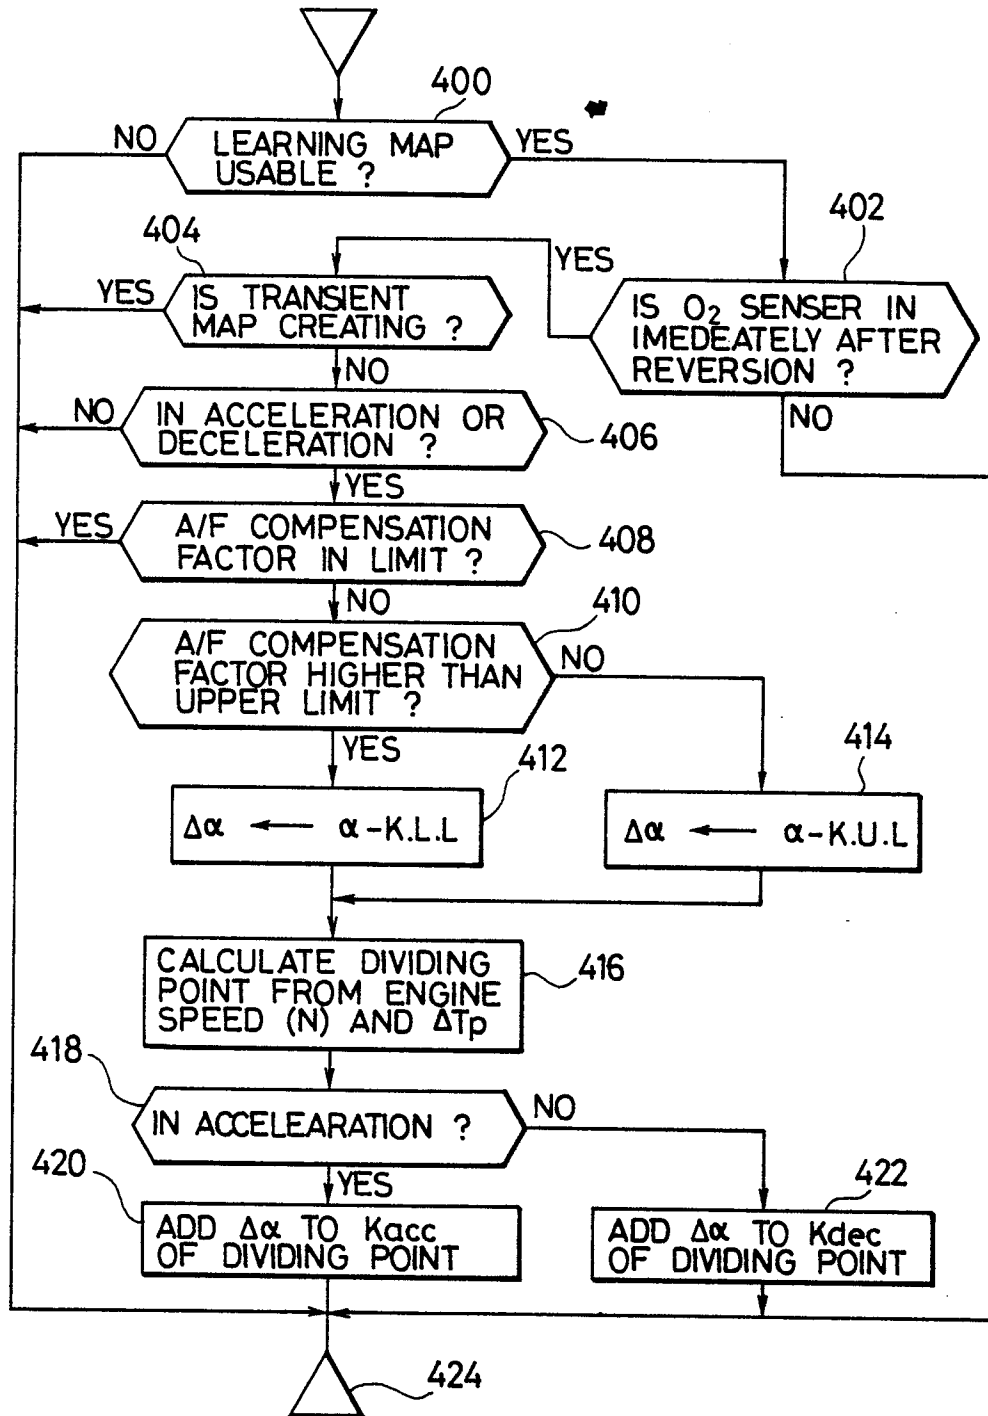 400
NO
LEARNING MAP
USABLE ?
YES
402
404
YES
YES
IS TRANSIENT
MAP CREATING ?
IS O₂ SENSER IN
IMEDEATELY AFTER
REVERSION ?
NO
NO
NO
IN ACCELERATION OR
DECELERATION ?
406
YES
YES
A/F COMPENSATION
FACTOR IN LIMIT ?
408
NO
410
A/F COMPENSATION
FACTOR HIGHER THAN
UPPER LIMIT ?
NO
YES
412
414
Δα ← α-K.L.L
Δα ← α-K.U.L
CALCULATE DIVIDING
POINT FROM ENGINE
SPEED (N) AND ΔTp
416
418
IN ACCELEARATION ?
NO
420
YES
422
ADD Δα TO Kacc
OF DIVIDING POINT
ADD Δα TO Kdec
OF DIVIDING POINT
424